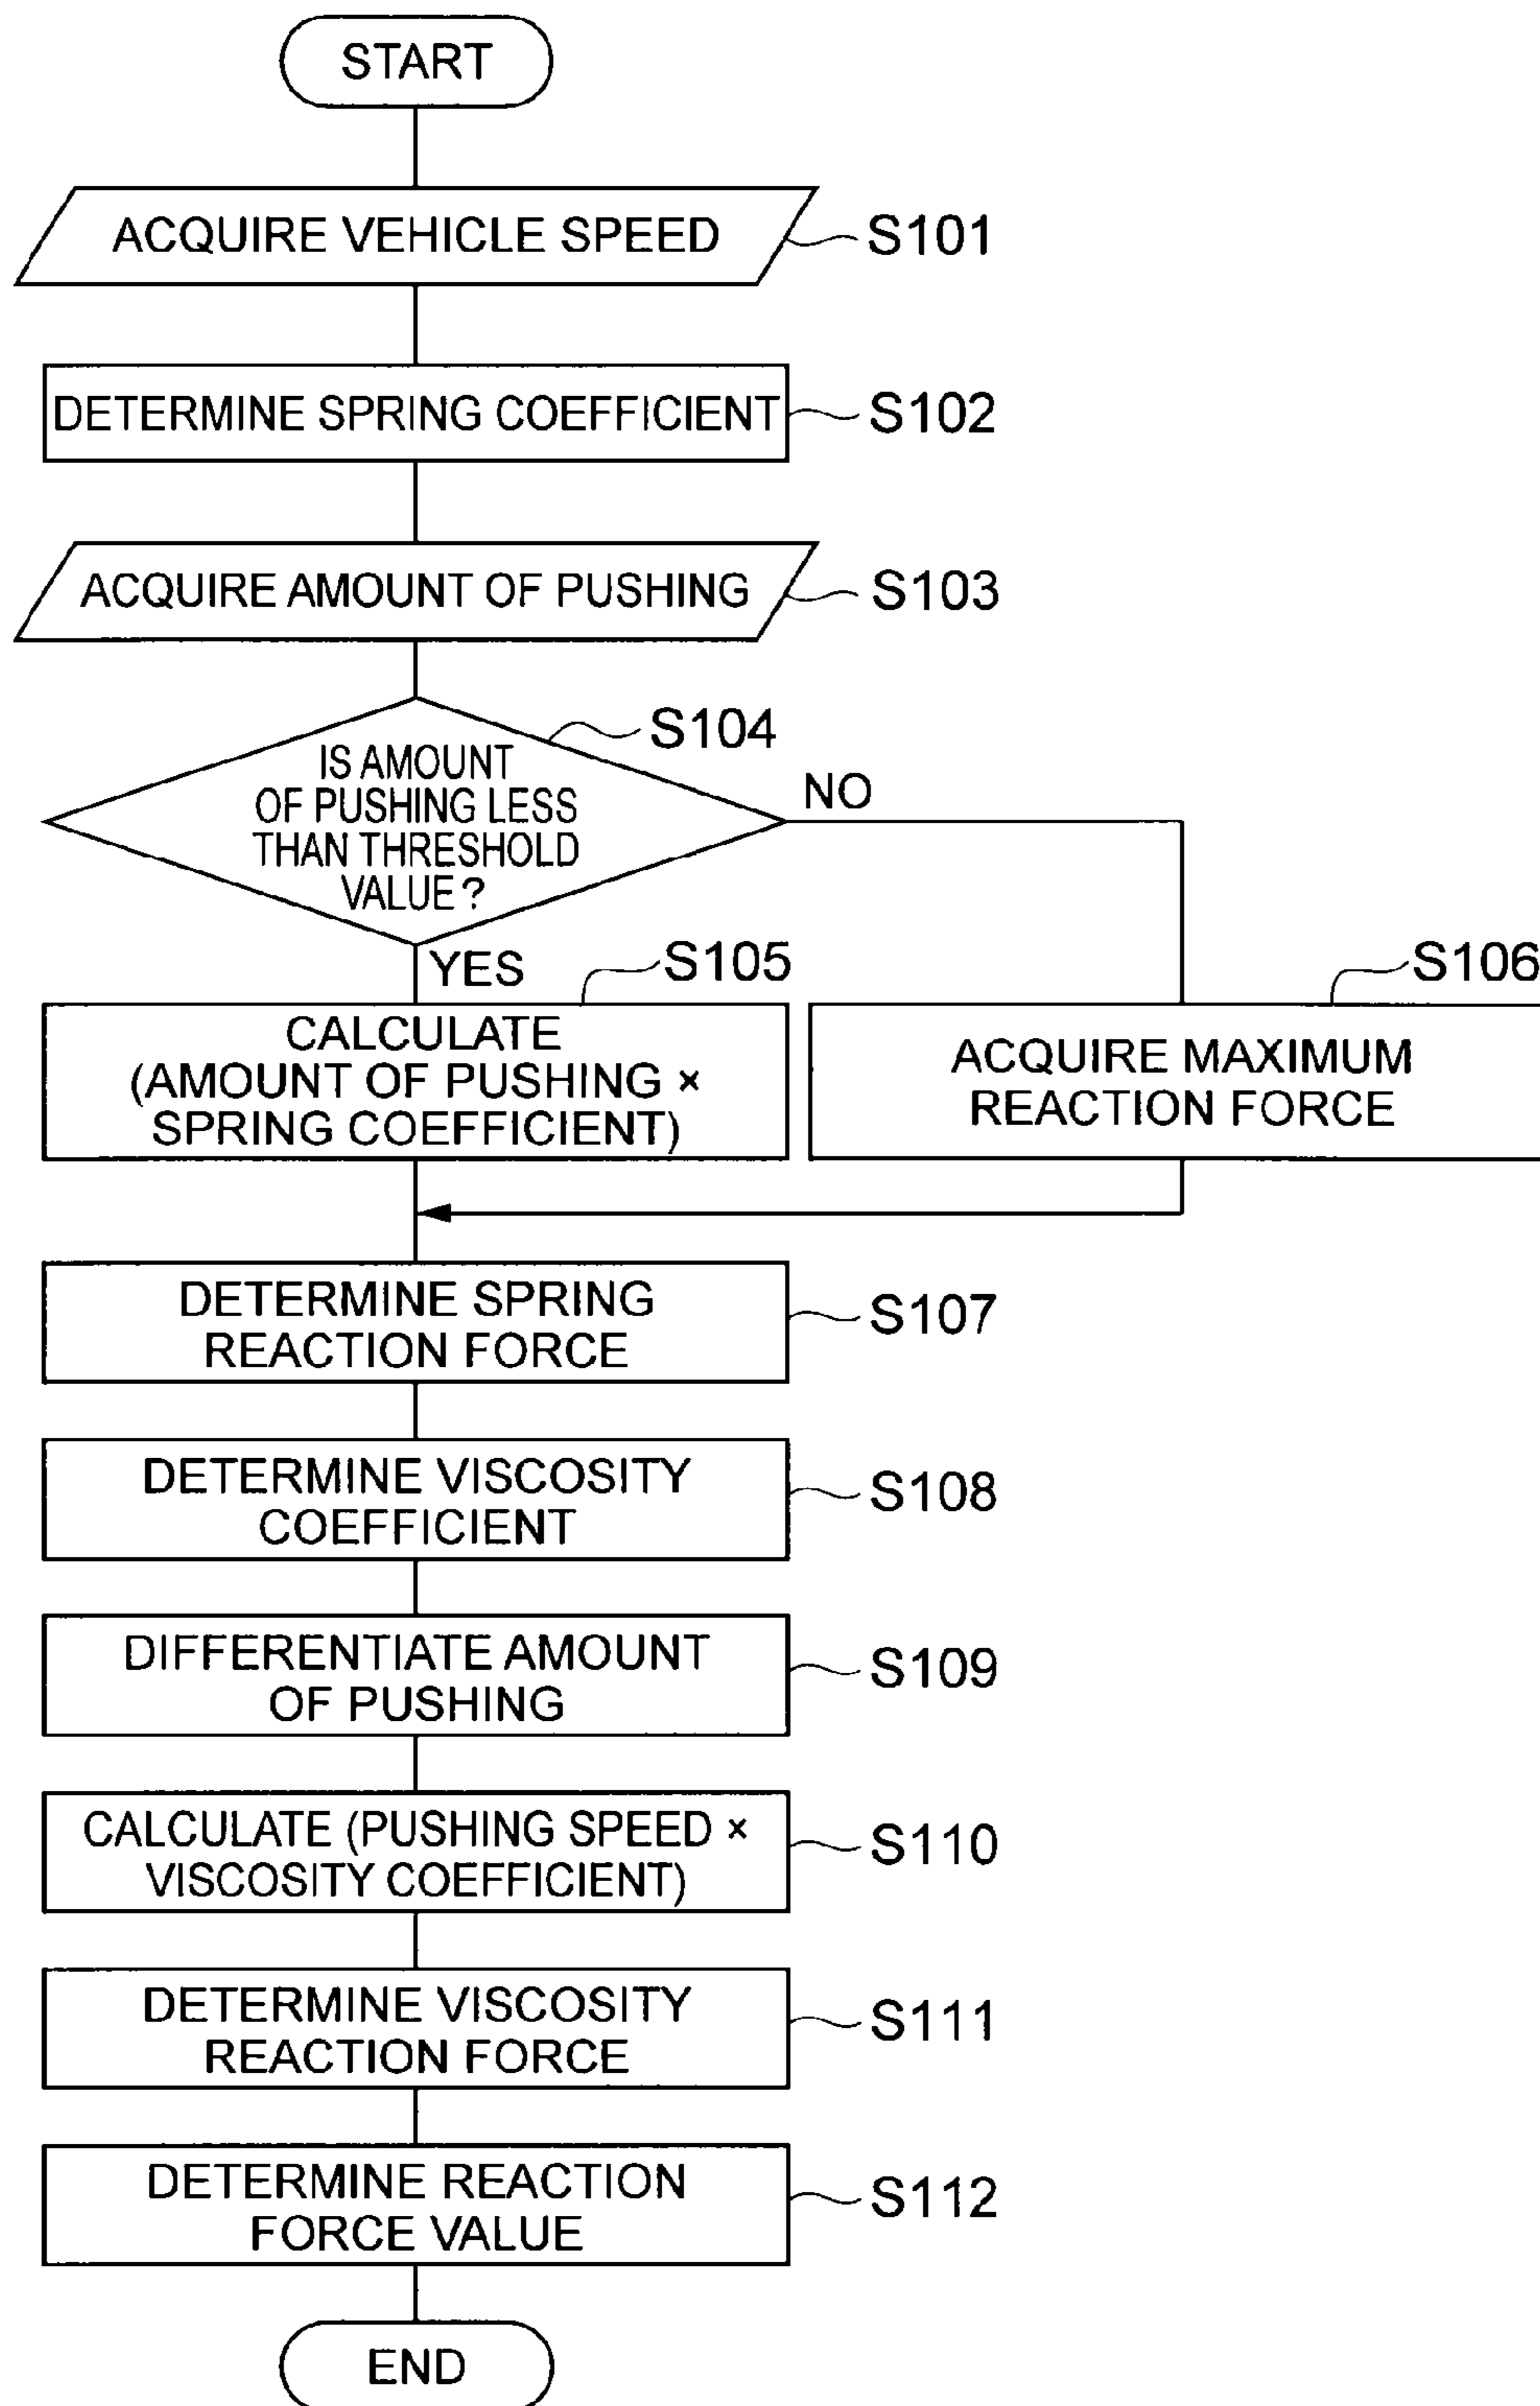 START
ACQUIRE VEHICLE SPEED
S101
DETERMINE SPRING COEFFICIENT
S102
ACQUIRE AMOUNT OF PUSHING
S103
S104
IS AMOUNT
OF PUSHING LESS
THAN THRESHOLD
VALUE?
NO
YES
S105
CALCULATE
(AMOUNT OF PUSHING ×
SPRING COEFFICIENT)
S106
ACQUIRE MAXIMUM
REACTION FORCE
DETERMINE SPRING
REACTION FORCE
S107
DETERMINE VISCOSITY
COEFFICIENT
S108
DIFFERENTIATE AMOUNT
OF PUSHING
S109
CALCULATE (PUSHING SPEED ×
VISCOSITY COEFFICIENT)
S110
DETERMINE VISCOSITY
REACTION FORCE
S111
DETERMINE REACTION
FORCE VALUE
S112
END